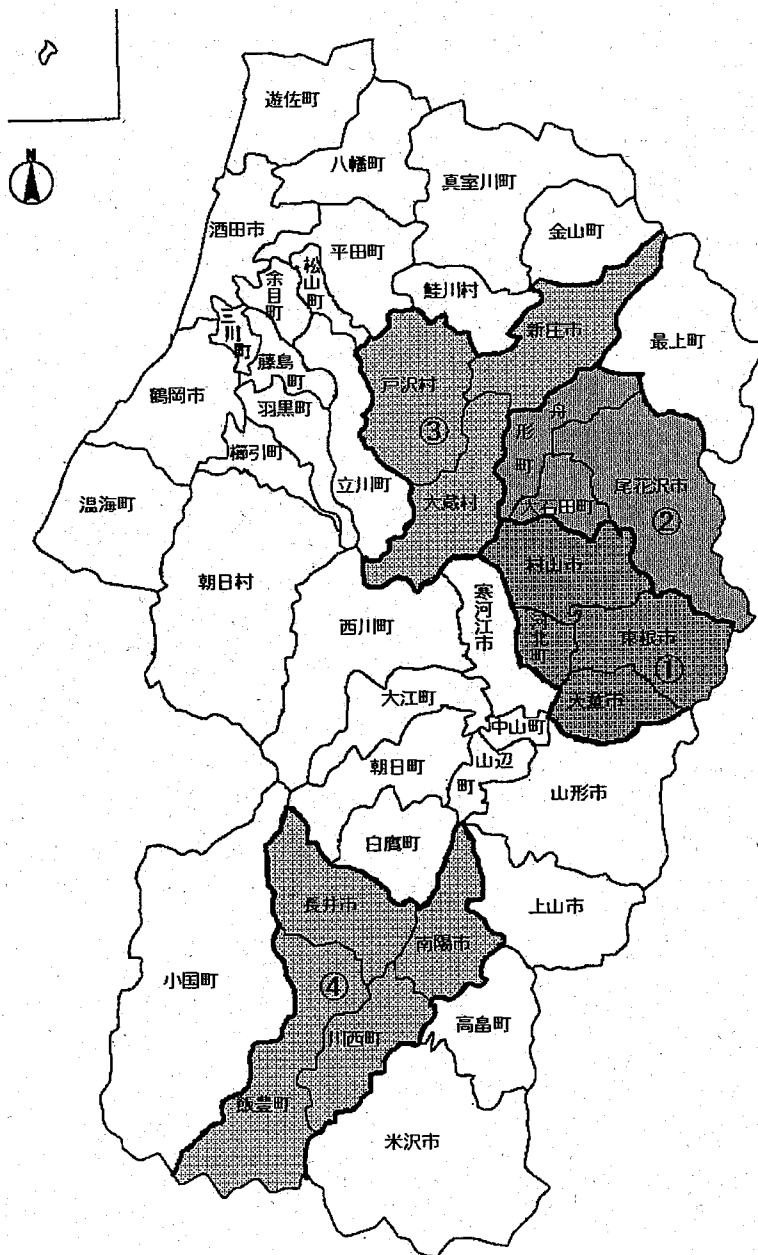 N
遊佐町
八幡町
真室川町
金山町
酒田市
平田町
松山町
余目町
鮭川村
新庄市
最上町
三川町
藤島町
戸沢村
③
鶴岡市
羽黒町
舟形町
櫛引町
立川町
大蔵村
尾花沢市
大石田町
②
温海町
村山市
朝日村
寒河江市
西川町
河北町
東根市
①
大江町
天童市
中山町
朝日町
山辺町
山形市
白鷹町
長井市
上山市
南陽市
小国町
④
高畠町
川西町
飯豊町
米沢市